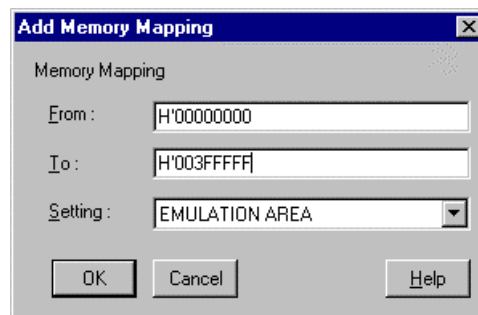 Add Memory Mapping
Memory Mapping
From : H'00000000
To : H'003FFFFF
Setting : EMULATION AREA
OK Cancel Help